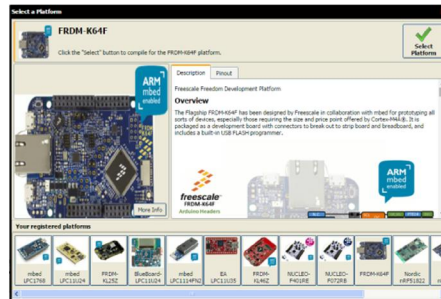 Select a Platform
FRDM-K64F
Click the "Select" button to compile for the FRDM-K64F platform.
Select
Platform
ARM
mbed
enabled
More Info
Description
Pinout
Freescale Freedom Development Platform
Overview
The Flagship FRDM-K64F has been designed by Freescale in collaboration with mbed for prototyping all
sorts of devices, especially those requiring the size and price point offered by Cortex-M4
packaged as a development board with connectors to break out to strip board and breadboard, and
includes a built-in USB FLASH programmer.
ARM
mbed
enabled
freescale
FRDM-K64F
Arduino Headers
Your registered platforms
mbed
LPC1768
mbed
LPC11U24
FRDM-
KL25Z
BlueBoard-
LPC11U24
mbed
LPC1114FN28
EA
LPC11U35
FRDM-
KL46Z
NUCLEO-
F401RE
NUCLEO-
F072RB
FRDM-K64F
Nordic
nRF51822